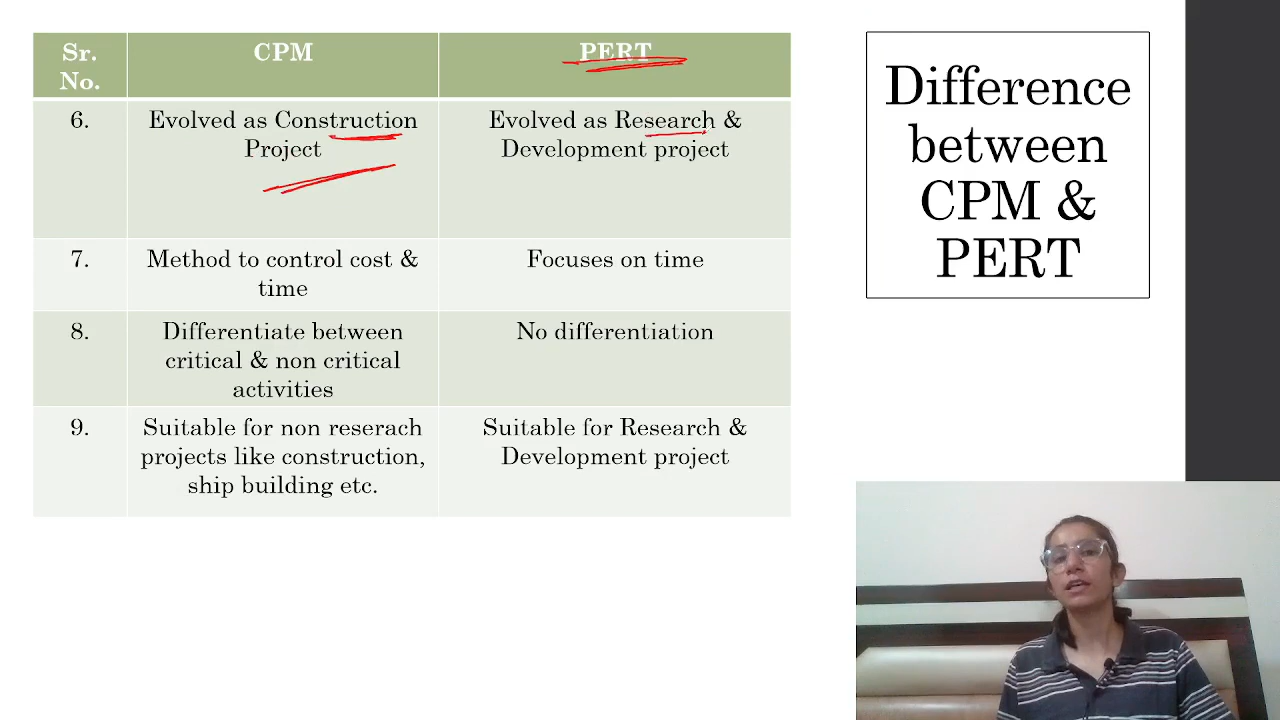 Sr. No.
CPM
PERT
6.
Evolved as Construction
Project
Evolved as Research &
Development project
7.
Method to control cost &
time
Focuses on time
8.
Differentiate between
critical & non critical
activities
No differentiation
9.
Suitable for non reserach
projects like construction,
ship building etc.
Suitable for Research &
Development project
Difference
between
CPM &
PERT